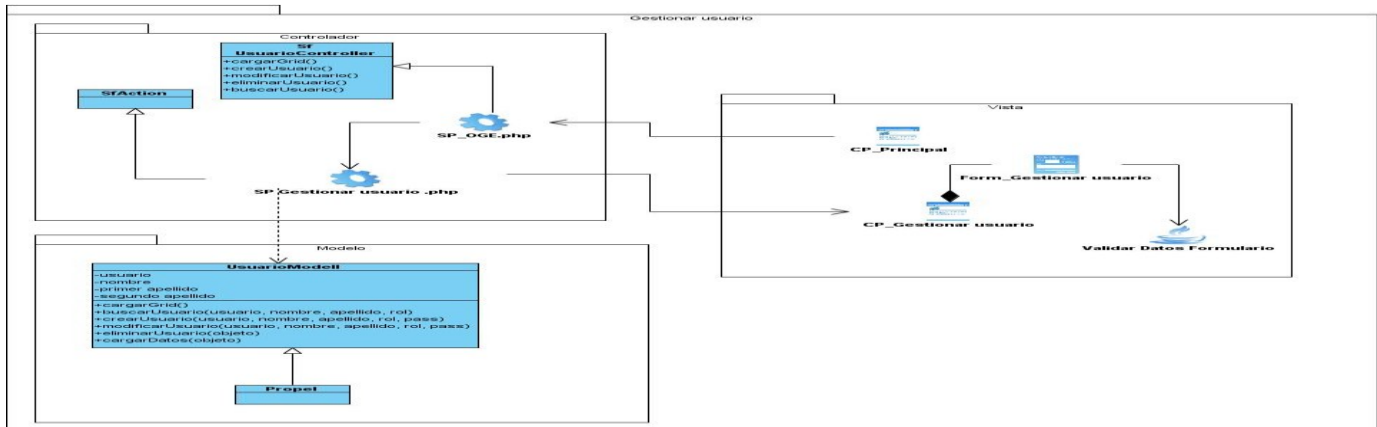 Gestionar usuario
Controlador
Sf
UsuarioController
+cargarGrid()
+crearUsuario()
+modificarUsuario()
+eliminarUsuario()
+buscarUsuario()
SfAction
SP_OGE.php
SP_Gestionar usuario .php
Vista
CP_Principal
Form_Gestionar usuario
CP_Gestionar usuario
Validar Datos Formulario
Modelo
UsuarioModell
-usuario
-nombre
-primer apellido
-segundo apellido
+cargarGrid()
+buscarUsuario(usuario, nombre, apellido, rol)
+crearUsuario(usuario, nombre, apellido, rol, pass)
+modificarUsuario(usuario, nombre, apellido, rol, pass)
+eliminarUsuario(objeto)
+cargarDatos(objeto)
Propel